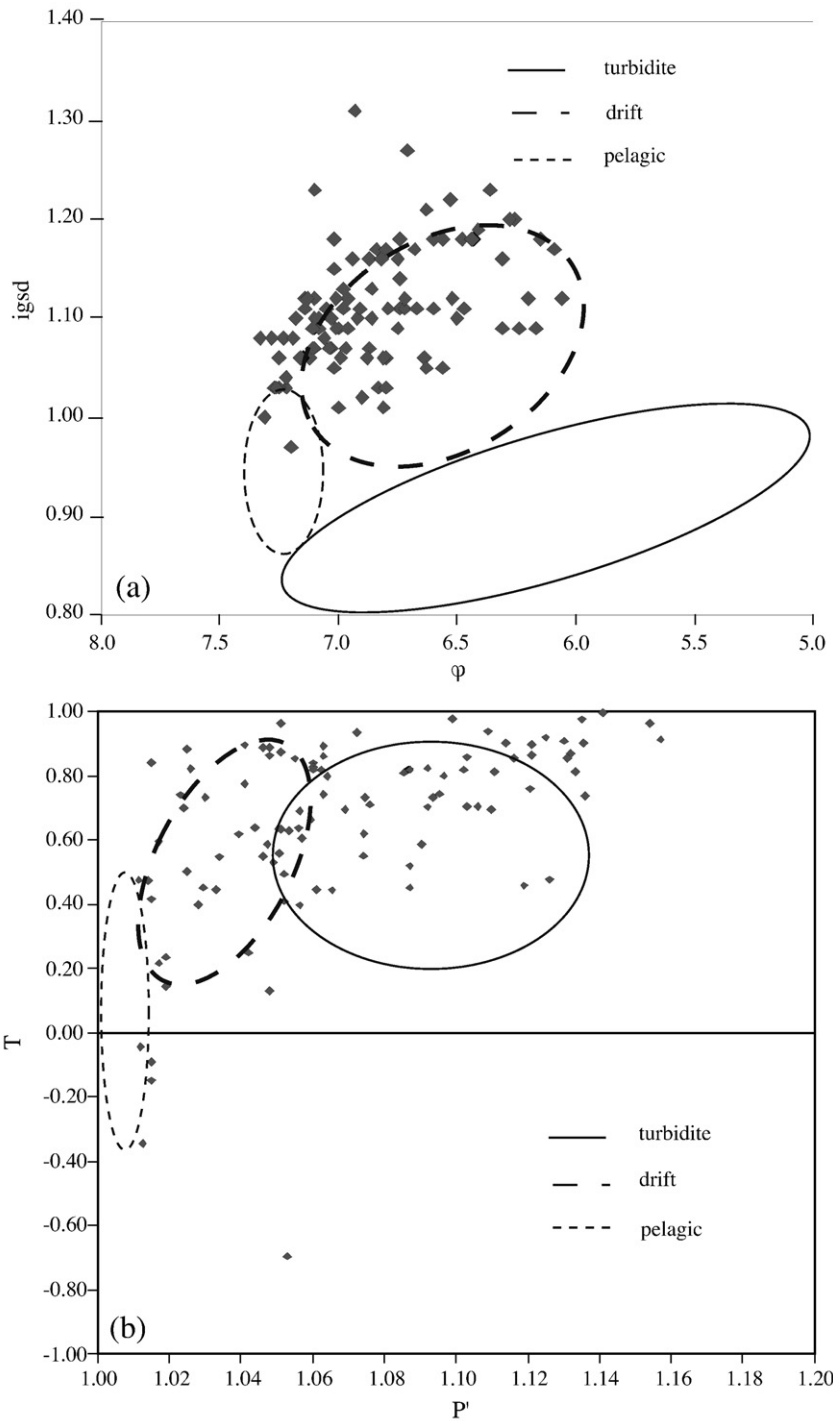 1.40
1.30
1.20
1.10
1.00
0.90
0.80
igsd
turbidite
drift
pelagic
(a)
8.0 7.5 7.0 6.5 6.0 5.5 5.0
φ
1.00
0.80
0.60
0.40
0.20
0.00
-0.20
-0.40
-0.60
-0.80
-1.00
T
turbidite
drift
pelagic
(b)
1.00 1.02 1.04 1.06 1.08 1.10 1.12 1.14 1.16 1.18 1.20
P'